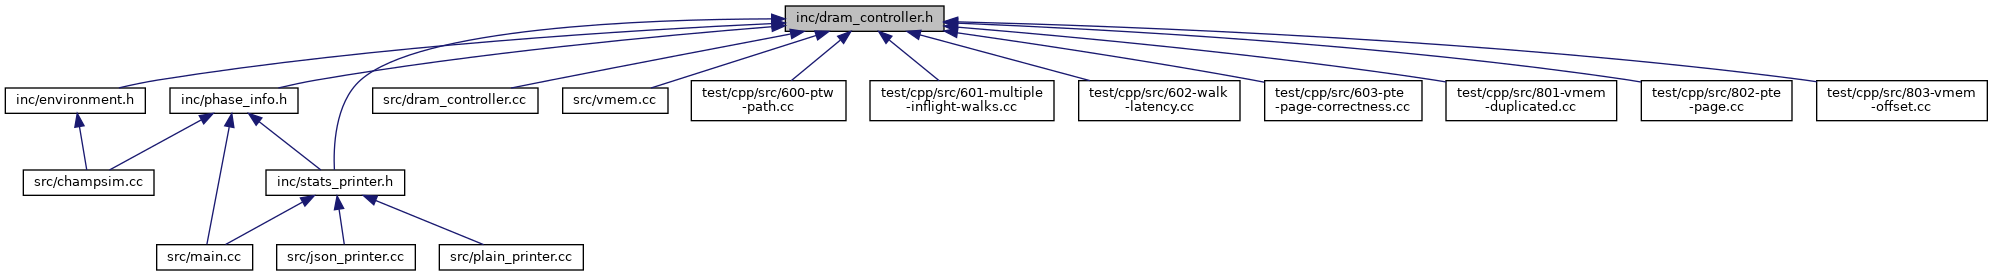 inc/dram_controller.h
inc/environment.h
inc/phase_info.h
src/dram_controller.cc
src/vmem.cc
test/cpp/src/600-ptw
-path.cc
test/cpp/src/601-multiple
-inflight-walks.cc
test/cpp/src/602-walk
-latency.cc
test/cpp/src/603-pte
-page-correctness.cc
test/cpp/src/801-vmem
-duplicated.cc
test/cpp/src/802-pte
-page.cc
test/cpp/src/803-vmem
-offset.cc
src/champsim.cc
inc/stats_printer.h
src/main.cc
src/json_printer.cc
src/plain_printer.cc